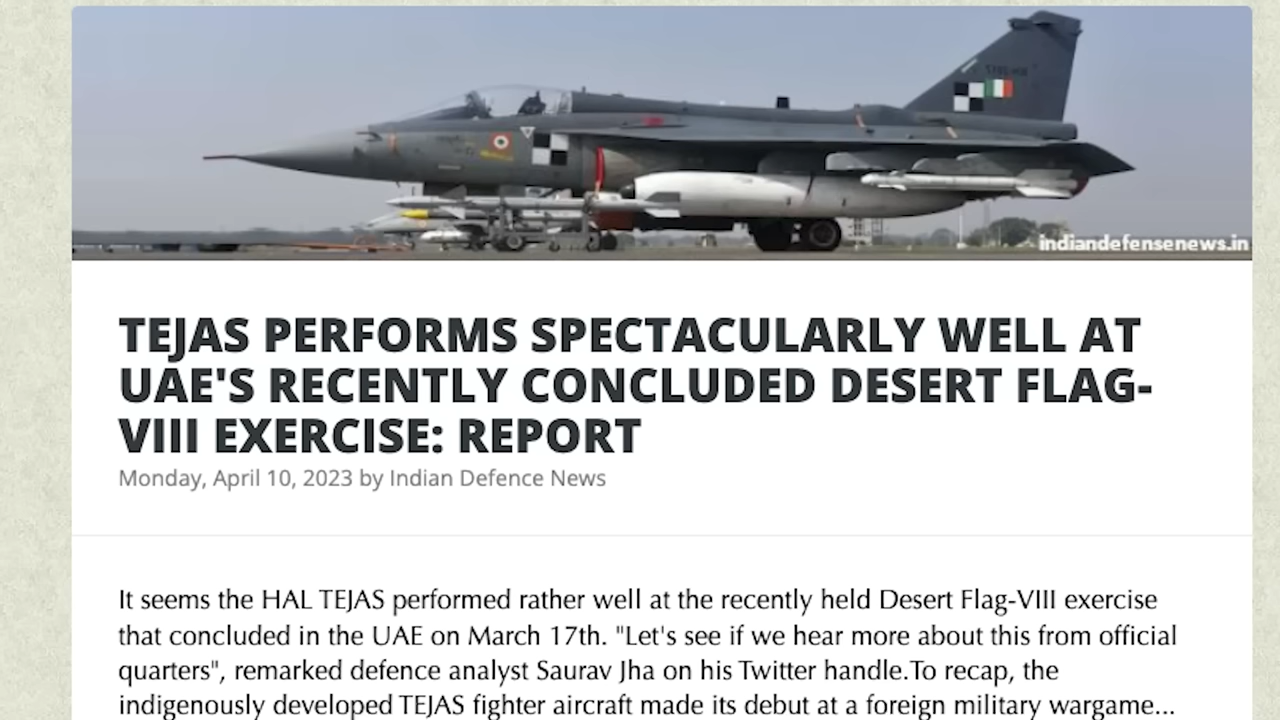 indiandefensenews.in
TEJAS PERFORMS SPECTACULARLY WELL AT
UAE'S RECENTLY CONCLUDED DESERT FLAG-
VIII EXERCISE: REPORT
Monday, April 10, 2023 by Indian Defence News
It seems the HAL TEJAS performed rather well at the recently held Desert Flag-VIII exercise
that concluded in the UAE on March 17th. "Let's see if we hear more about this from official
quarters", remarked defence analyst Saurav Jha on his Twitter handle.To recap, the
indigenously developed TEJAS fighter aircraft made its debut at a foreign military wargame...